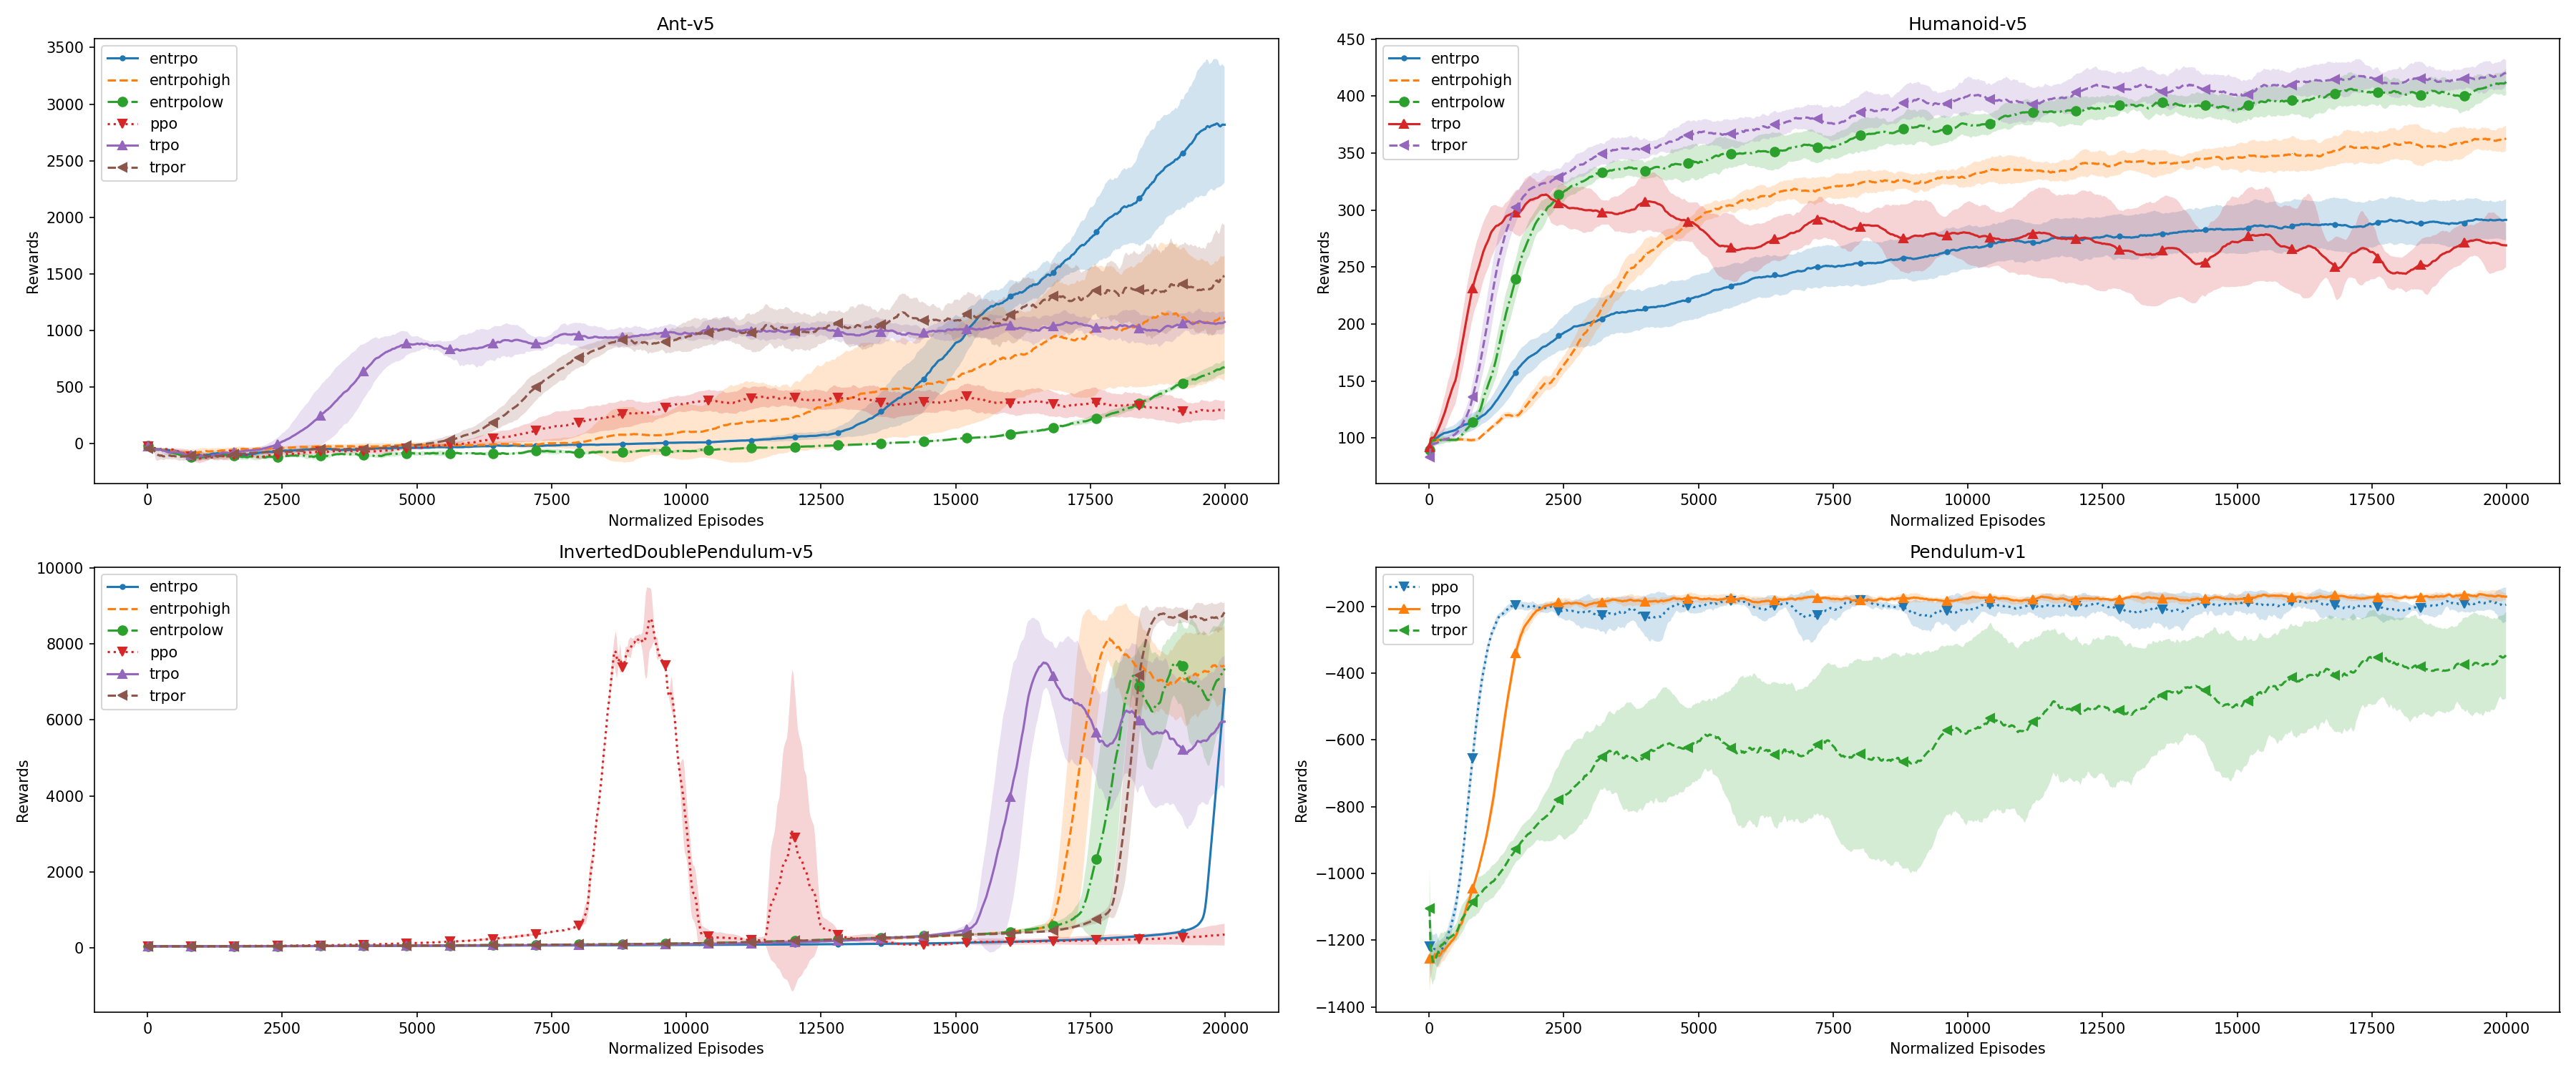 Ant-v5
3500
3000
2500
2000
1500
1000
500
0
Rewards
entrpo
entrpohigh
entrpolow
ppo
trpo
trpor
0 2500 5000 7500 10000 12500 15000 17500 20000
Normalized Episodes
Humanoid-v5
450
400
350
300
250
200
150
100
Rewards
entrpo
entrpohigh
entrpolow
trpo
trpor
0 2500 5000 7500 10000 12500 15000 17500 20000
Normalized Episodes
InvertedDoublePendulum-v5
10000
8000
6000
4000
2000
0
Rewards
entrpo
entrpohigh
entrpolow
ppo
trpo
trpor
0 2500 5000 7500 10000 12500 15000 17500 20000
Normalized Episodes
Pendulum-v1
−200
−400
−600
−800
−1000
−1200
−1400
Rewards
ppo
trpo
trpor
0 2500 5000 7500 10000 12500 15000 17500 20000
Normalized Episodes